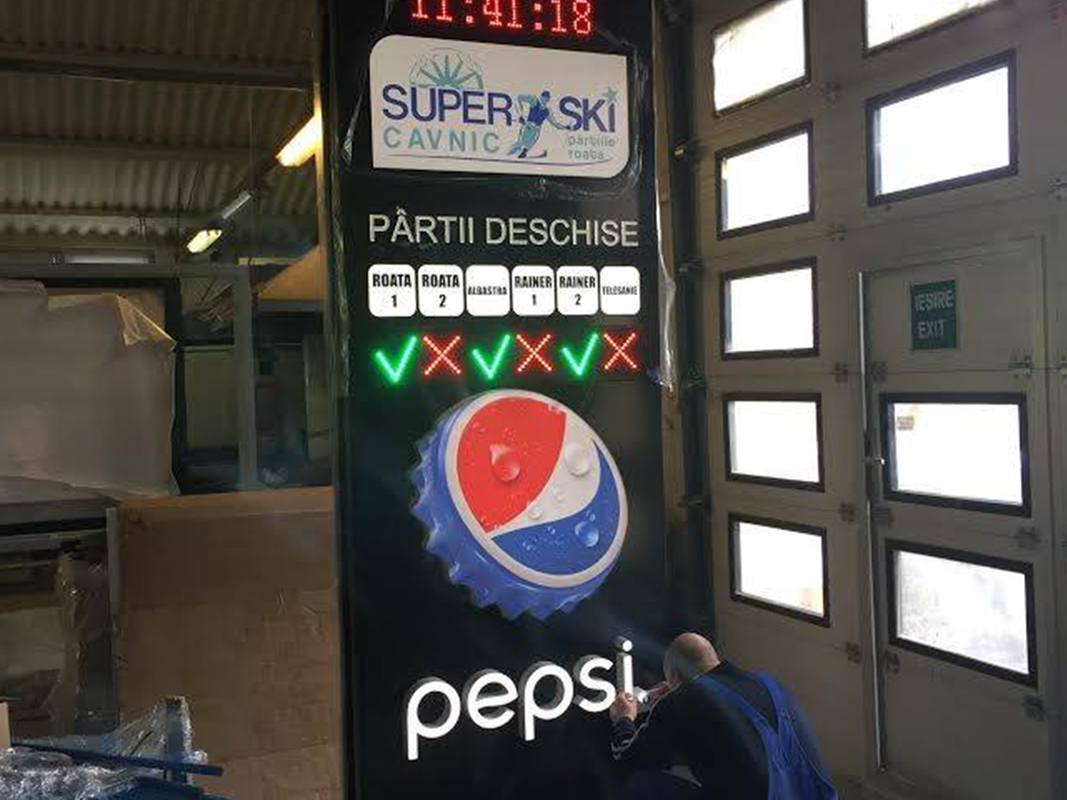 11:41:18
SUPER SKI
CAVNIC
partiile
roata
PÂRTII DESCHISE
ROATA 1
ROATA 2
ALBASTRA
RAINER 1
RAINER 2
TELESANIE
pepsi
IESIRE
EXIT